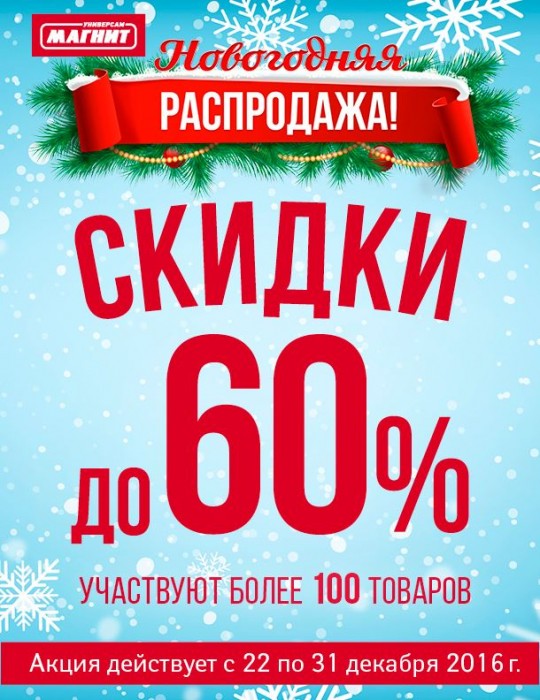 УНИВЕРСАМ
МАГНИТ
Новогодняя
РАСПРОДАЖА!
СКИДКИ
ДО 60%
УЧАСТВУЮТ БОЛЕЕ 100 ТОВАРОВ
Акция действует с 22 по 31 декабря 2016 г.